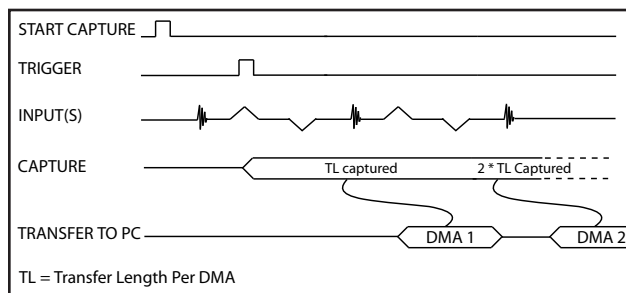 START CAPTURE
TRIGGER
INPUT(S)
CAPTURE
TL captured
2 * TL Captured
TRANSFER TO PC
DMA 1
DMA 2
TL = Transfer Length Per DMA